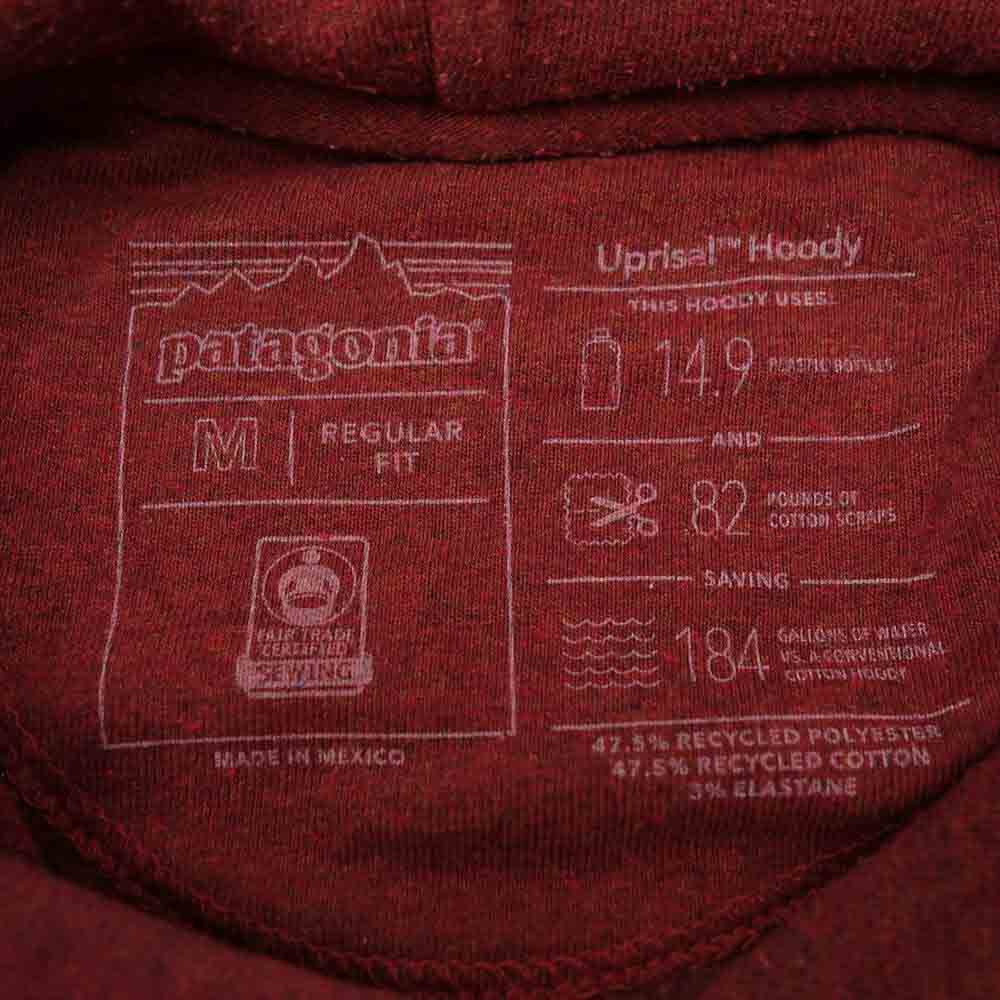 patagonia®
M
REGULAR
FIT
FAIR TRADE
CERTIFIED
SEWING
MADE IN MEXICO
Uprisal™ Hoody
THIS HOODY USES:
14.9 PLASTIC BOTTLES
AND
82 POUNDS OF
COTTON SCRAPS
SAVING
184 GALLONS OF WATER
VS. A CONVENTIONAL
COTTON HOODY
47.5% RECYCLED POLYESTER
47.5% RECYCLED COTTON
5% ELASTANE